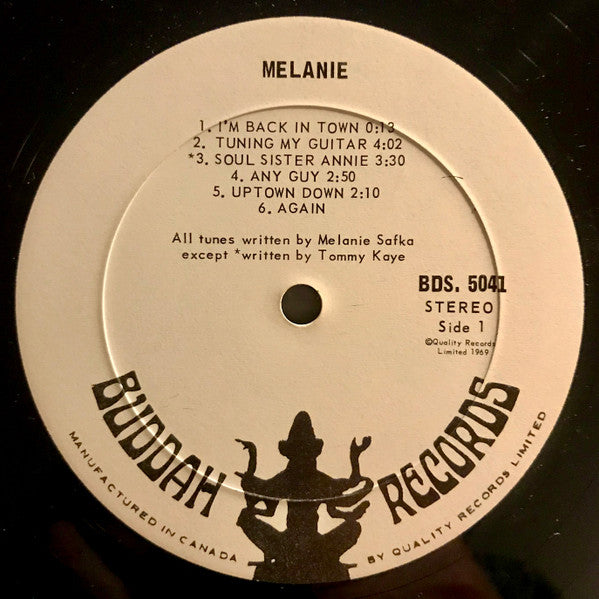 MELANIE
1. I'M BACK IN TOWN 0:13
2. TUNING MY GUITAR 4:02
*3. SOUL SISTER ANNIE 3:30
4. ANY GUY 2:50
5. UPTOWN DOWN 2:10
6. AGAIN
All tunes written by Melanie Safka
except *written by Tommy Kaye
BDS. 5041
STEREO
Side 1
©Quality Records
Limited 1969
BUDDAH RECORDS
MANUFACTURED IN CANADA BY QUALITY RECORDS LIMITED